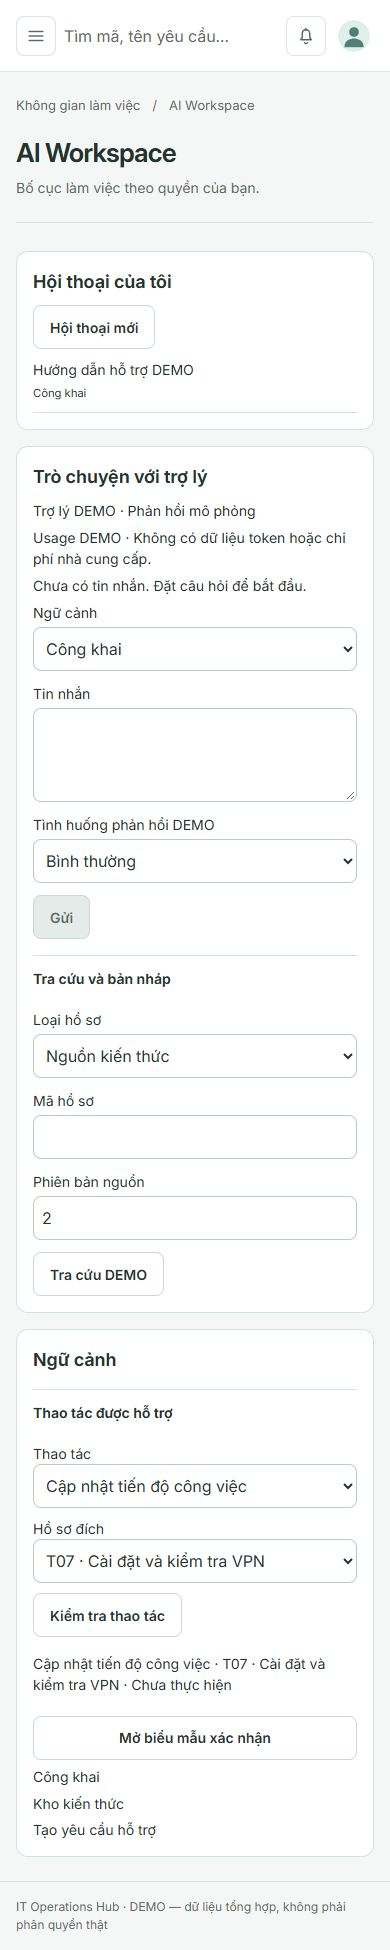 Tìm mã, tên yêu cầu...
Không gian làm việc / AI Workspace
AI Workspace
Bố cục làm việc theo quyền của bạn.
Hội thoại của tôi
Hội thoại mới
Hướng dẫn hỗ trợ DEMO
Công khai
Trò chuyện với trợ lý
Trợ lý DEMO · Phản hồi mô phỏng
Usage DEMO · Không có dữ liệu token hoặc chi
phí nhà cung cấp.
Chưa có tin nhắn. Đặt câu hỏi để bắt đầu.
Ngữ cảnh
Công khai
Tin nhắn
Tình huống phản hồi DEMO
Bình thường
Gửi
Tra cứu và bản nháp
Loại hồ sơ
Nguồn kiến thức
Mã hồ sơ
Phiên bản nguồn
2
Tra cứu DEMO
Ngữ cảnh
Thao tác được hỗ trợ
Thao tác
Cập nhật tiến độ công việc
Hồ sơ đích
T07 · Cài đặt và kiểm tra VPN
Kiểm tra thao tác
Cập nhật tiến độ công việc · T07 · Cài đặt và
kiểm tra VPN · Chưa thực hiện
Mở biểu mẫu xác nhận
Công khai
Kho kiến thức
Tạo yêu cầu hỗ trợ
IT Operations Hub · DEMO — dữ liệu tổng hợp, không phải
phân quyền thật